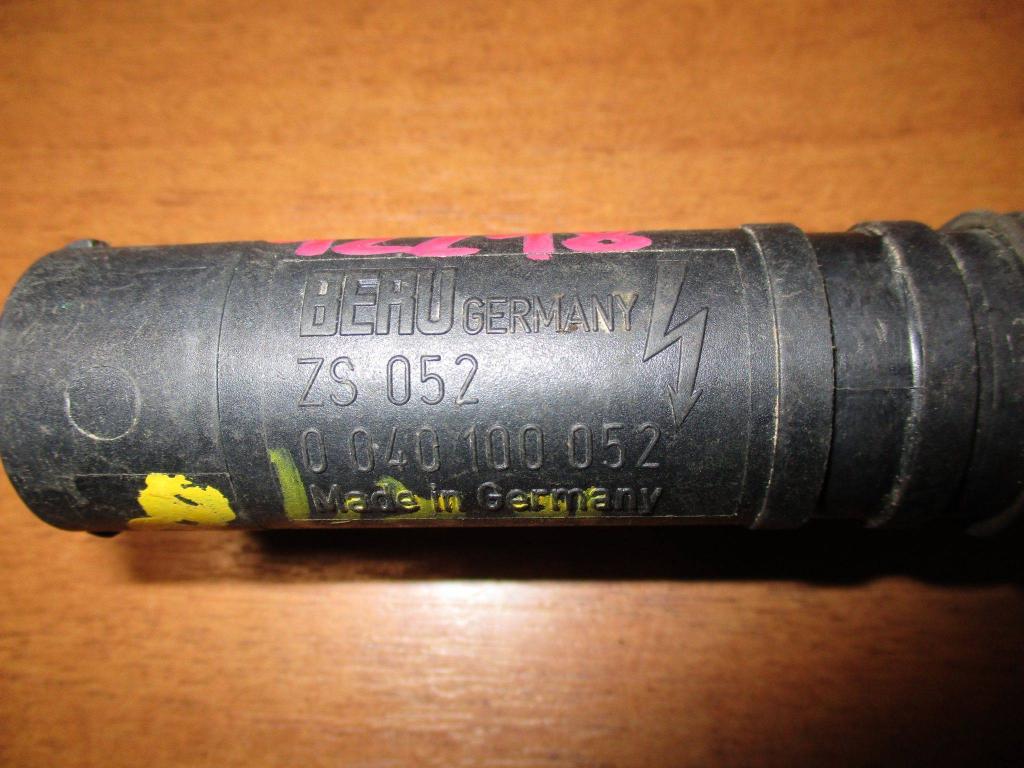 BERU GERMANY
ZS 052
0 040 100 052
Made in Germany